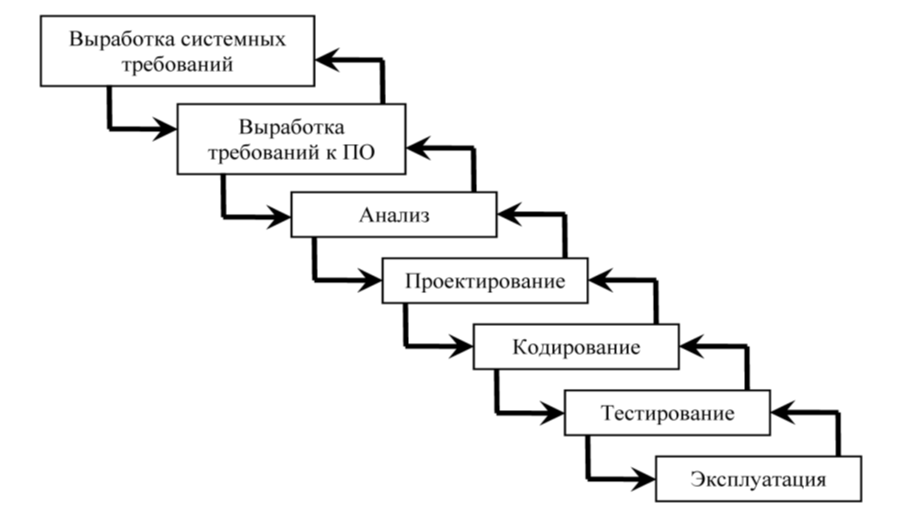 Выработка системных
требований
Выработка
требований к ПО
Анализ
Проектирование
Кодирование
Тестирование
Эксплуатация